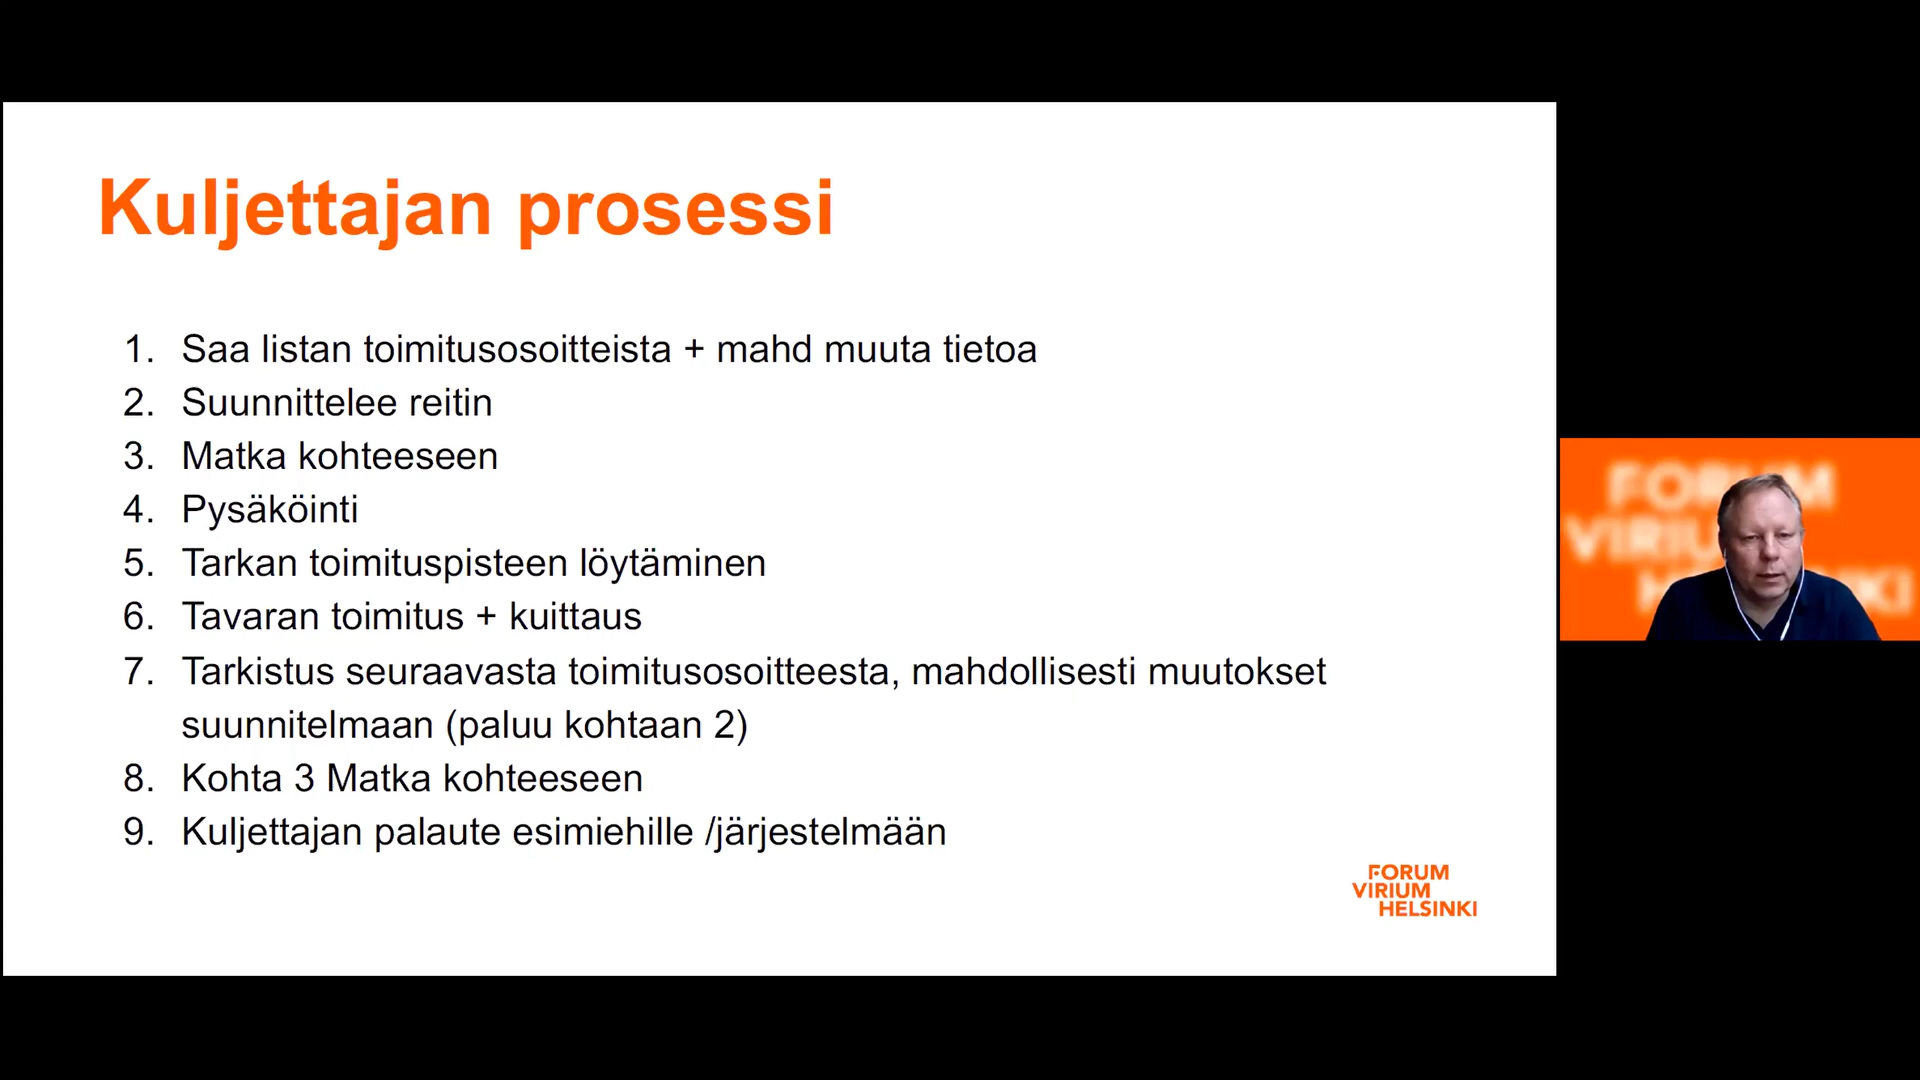 Kuljettajan prosessi
1. Saa listan toimitusosoitteista + mahd muuta tietoa
2. Suunnittelee reitin
3. Matka kohteeseen
4. Pysäköinti
5. Tarkan toimituspisteen löytäminen
6. Tavaran toimitus + kuittaus
7. Tarkistus seuraavasta toimitusosoitteesta, mahdollisesti muutokset
suunnitelmaan (paluu kohtaan 2)
8. Kohta 3 Matka kohteeseen
9. Kuljettajan palaute esimiehille /järjestelmään
FORUM
VIRIUM
HELSINKI